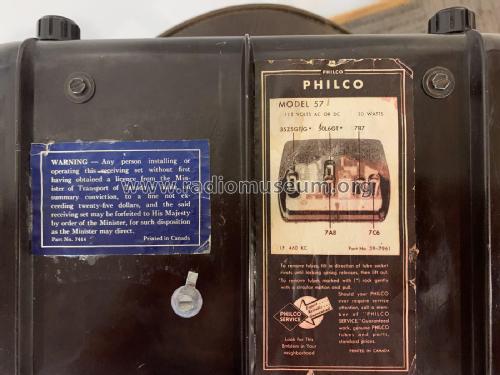 WARNING — Any person installing or
operating this receiving set without first
having obtained a licence from the Min-
ister of Transport of
summary conviction, to a fine not ex-
ceeding twenty-five dollars, and the said
receiving set may be forfeited to His Majesty
by order of the Minister, for such disposition
as the Minister may direct.
Part No. 7464 Printed in Canada
PHILCO
PHILCO
MODEL 57
115 VOLTS AC OR DC 30 WATTS
35Z5GT/G* 50L6GT* 7B7
www.radiomuseum.org
7A8 7C6
I.F. 460 KC Part No. 39-7961
To remove tubes, tilt in direction of tube socket
rivets until locking spring releases, then lift out.
To remove tubes marked with (*) rock gently
with a circular motion and pull.
PHILCO
SERVICE
Look for This
Emblem in Your
neighborhood
Should your PHILCO
ever require service
attention, call a mem-
ber of "PHILCO
SERVICE." Guaranteed
work, genuine PHILCO
tubes and parts,
standard prices.
PRINTED IN CANADA